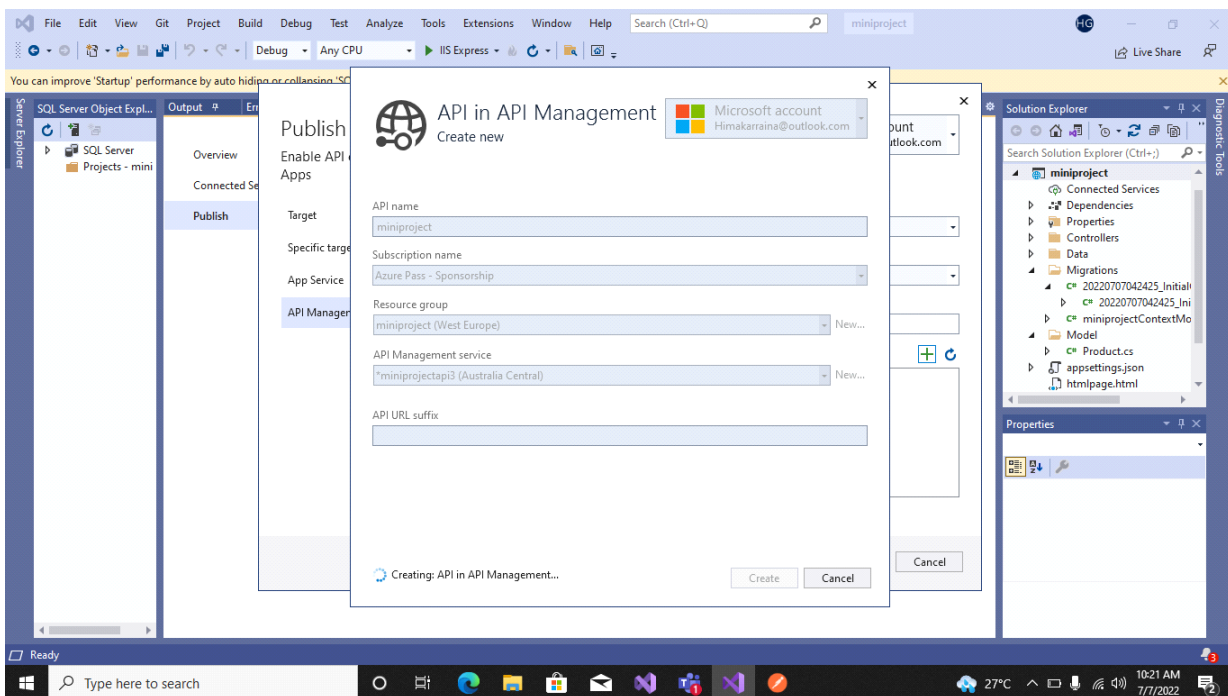 File Edit View Git Project Build Debug Test Analyze Tools Extensions Window Help Search (Ctrl+Q) miniproject HG
Debug Any CPU IIS Express Live Share
You can improve 'Startup' performance by auto hiding or collapsing 'SQ
Server Explorer
SQL Server Object Expl...
SQL Server
Projects - mini
Output
Overview
Connected Se
Publish
Publish
Enable API
Apps
Target
Specific targe
App Service
API Manager
ount
utlook.com
Cancel
API in API Management
Create new
Microsoft account
Himakarraina@outlook.com
API name
miniproject
Subscription name
Azure Pass - Sponsorship
Resource group
miniproject (West Europe)
New...
API Management service
*miniprojectapi3 (Australia Central)
New...
API URL suffix
Creating: API in API Management...
Create
Cancel
Solution Explorer
Search Solution Explorer (Ctrl+;)
miniproject
Connected Services
Dependencies
Properties
Controllers
Data
Migrations
C# 20220707042425_Initial
C# 20220707042425_Ini
C# miniprojectContextMo
Model
C# Product.cs
appsettings.json
htmlpage.html
Properties
Diagnostic Tools
Ready
3
Type here to search
1
27°C
10:21 AM
7/7/2022
2